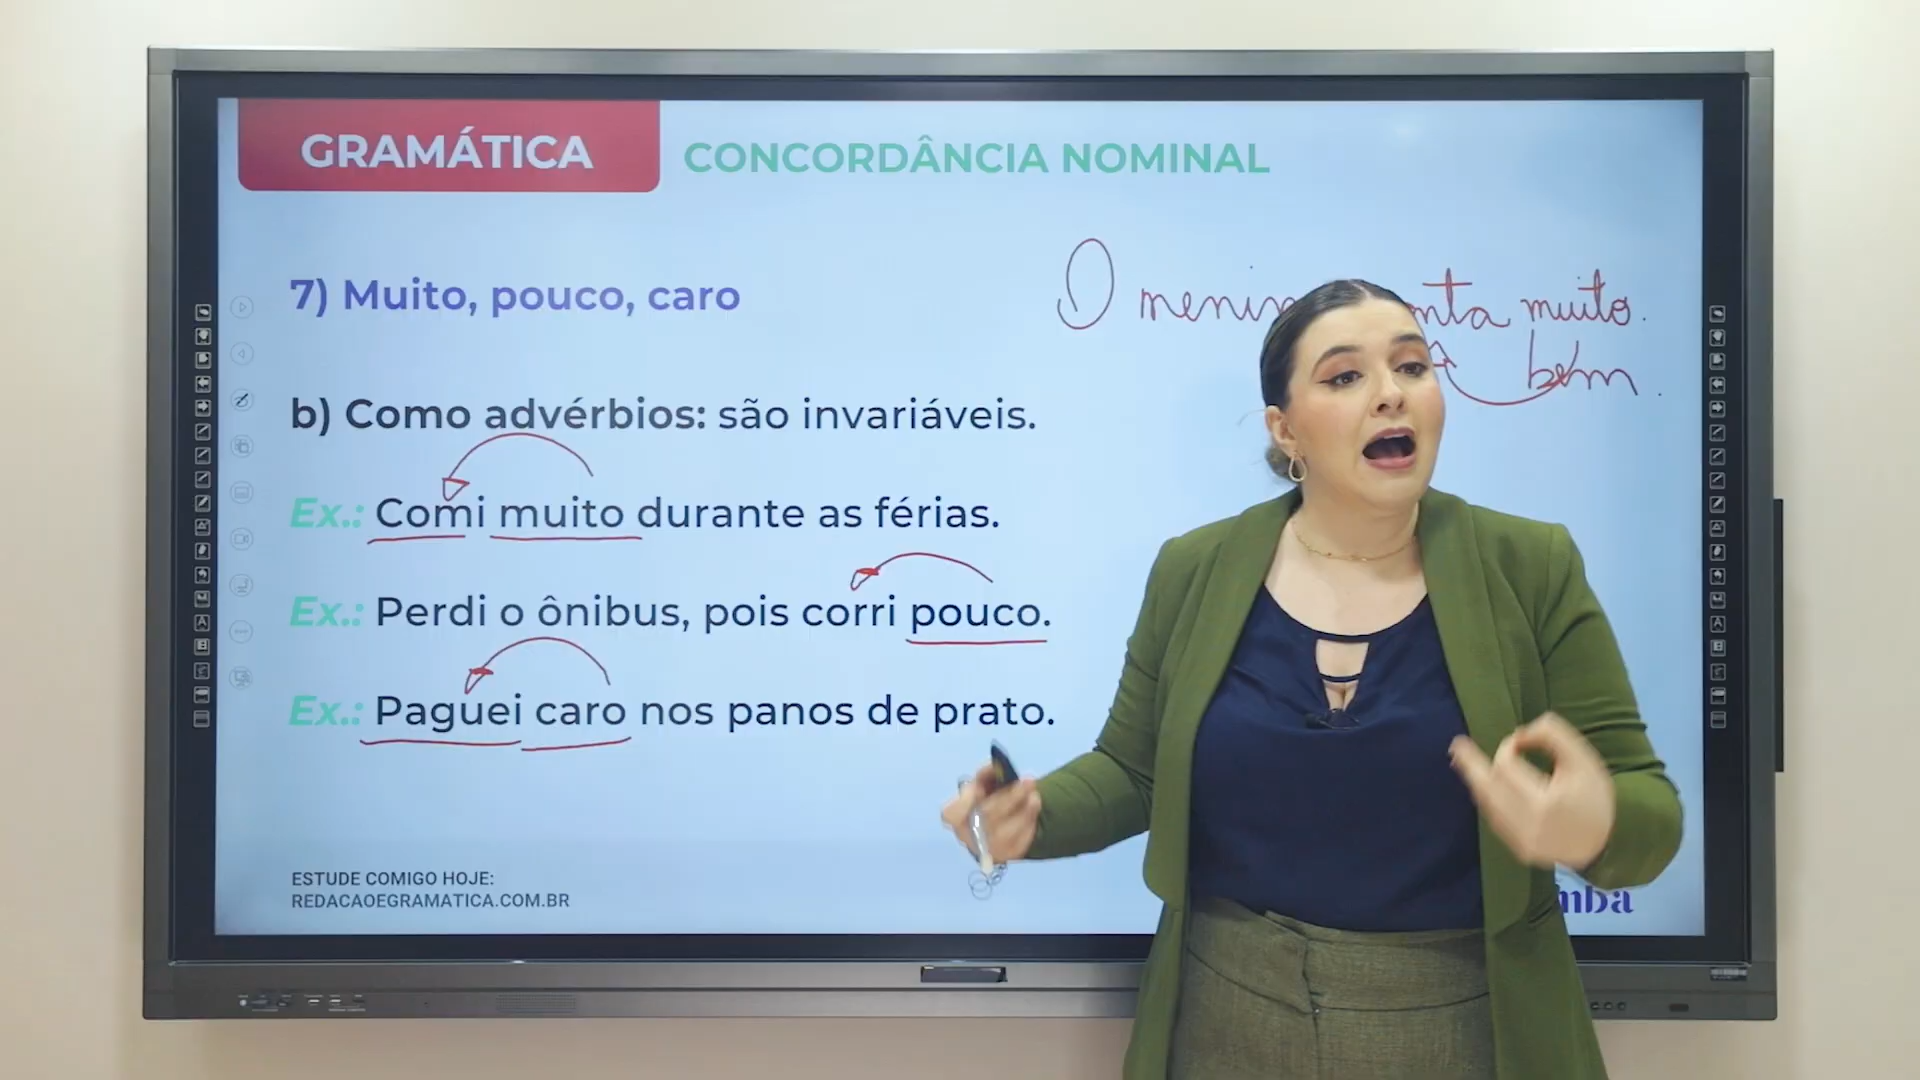 GRAMÁTICA
CONCORDÂNCIA NOMINAL
7) Muito, pouco, caro
O muito.
bem.
b) Como advérbios: são invariáveis.
Ex.: Comi muito durante as férias.
Ex.: Perdi o ônibus, pois corri pouco.
Ex.: Paguei caro nos panos de prato.
ESTUDE COMIGO HOJE:
REDACAOEGRAMATICA.COM.BR